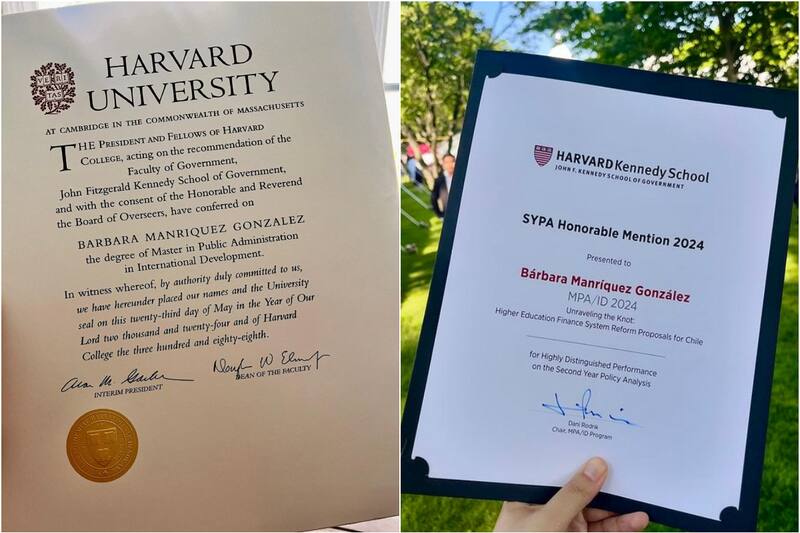 VE RI
TAS
HARVARD
UNIVERSITY
AT CAMBRIDGE IN THE COMMONWEALTH OF MASSACHUSETTS
THE PRESIDENT AND FELLOWS OF HARVARD
COLLEGE, acting on the recommendation of the
Faculty of Government,
John Fitzgerald Kennedy School of Government,
and with the consent of the Honorable and Reverend
the Board of Overseers, have conferred on
BARBARA MANRIQUEZ GONZALEZ
the degree of Master in Public Administration
in International Development.
In witness whereof, by authority duly committed to us,
we have hereunder placed our names and the University
seal on this twenty-third day of May in the Year of Our
Lord two thousand and twenty-four and of Harvard
College the three hundred and eighty-eighth.
INTERIM PRESIDENT
DEAN OF THE FACULTY
HARVARD Kennedy School
JOHN F. KENNEDY SCHOOL OF GOVERNMENT
SYPA Honorable Mention 2024
Presented to
Bárbara Manríquez González
MPA/ID 2024
Unraveling the Knot:
Higher Education Finance System Reform Proposals for Chile
for Highly Distinguished Performance
on the Second Year Policy Analysis
Dani Rodrik
Chair, MPA/ID Program